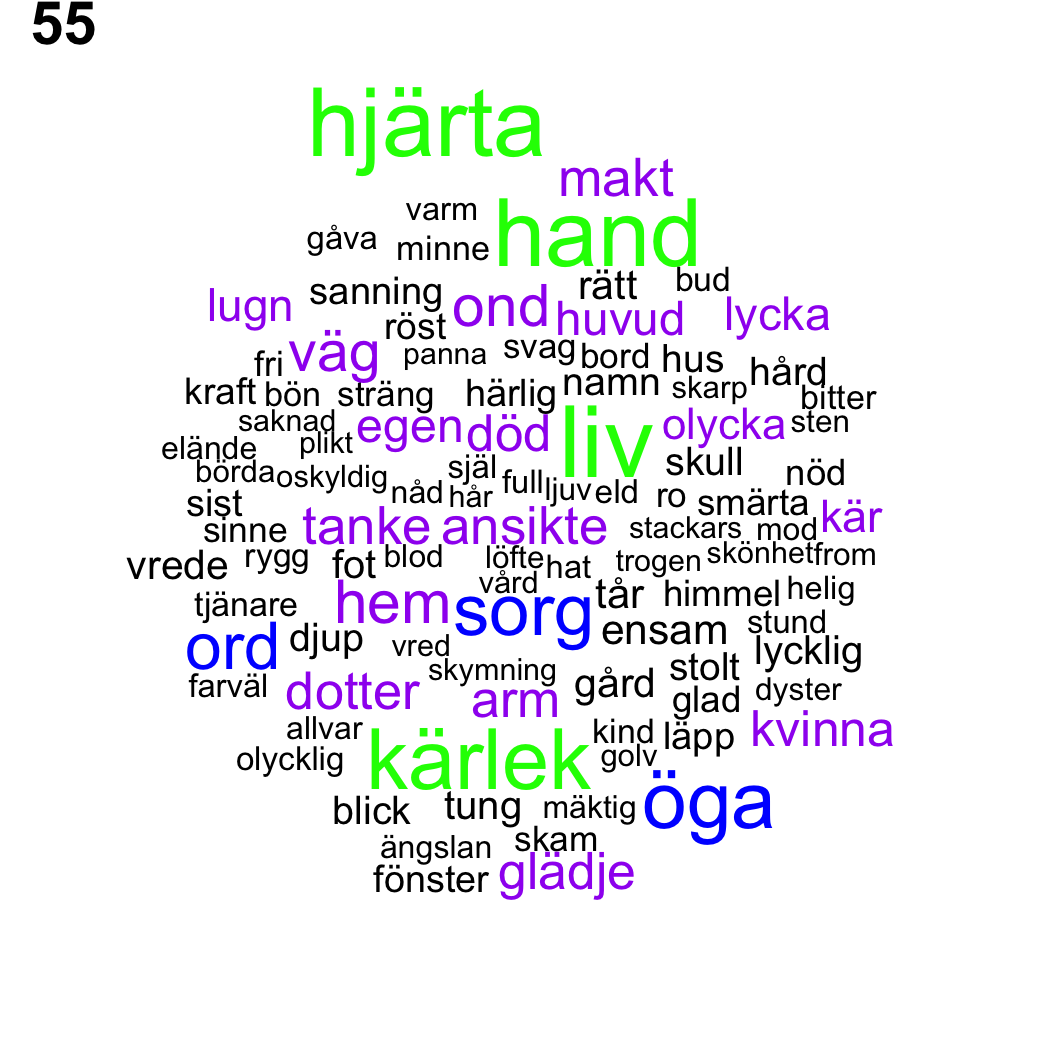 55
hjärta
makt
varm hand
gåva minne
sanning rätt bud
lugn ond huvud lycka
röst
fri väg panna svag bord hus hård
kraft bön sträng härlig namn skarp bitter
saknad egen död liv olycka sten
elände plikt
börda oskyldig själ skull nöd
sist nåd hår full ljuv eld ro smärta kär
sinne tanke ansikte stackars mod
vrede rygg fot blod löfte hat trogen skönhet from
vård
tjänare hem sorg tår himmel helig
ord djup vred ensam stund
skymning stolt lycklig
farväl dotter arm gård glad dyster
allvar kärlek kind läpp kvinna
olycklig golv
blick tung mäktig öga
ängslan skam
fönster glädje